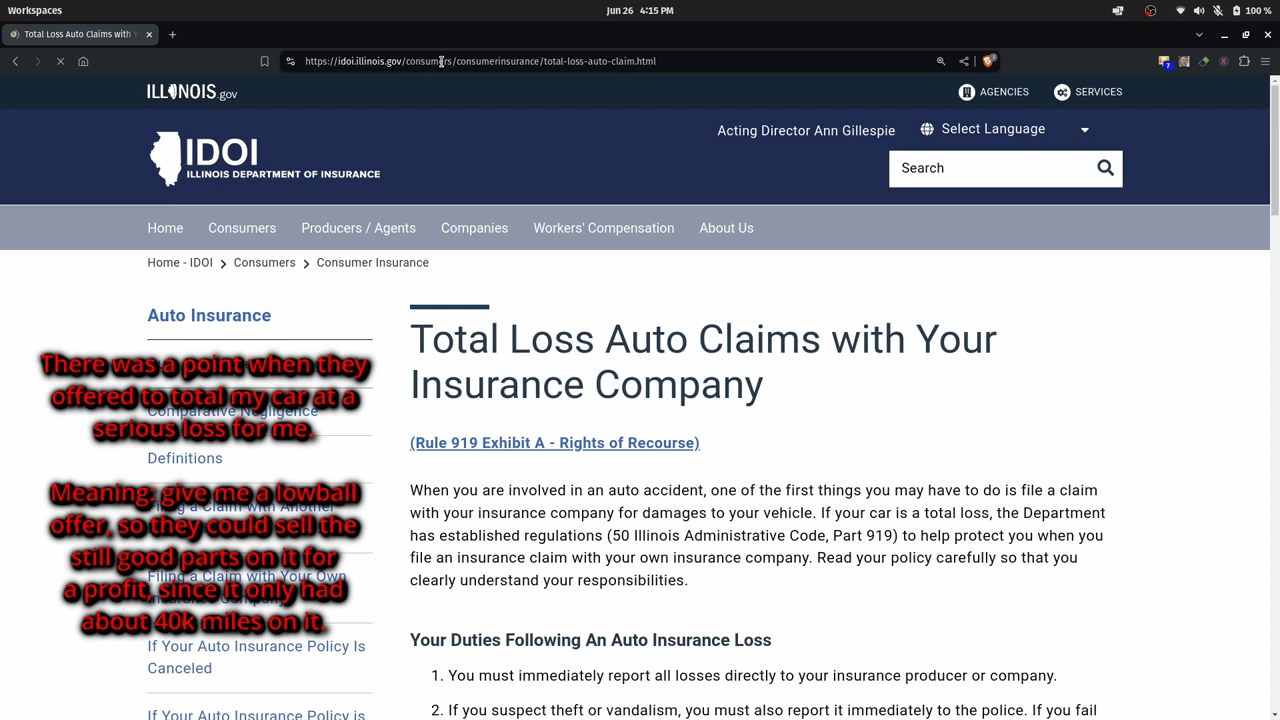 Workspaces
Jun 26 4:15 PM
100 %
Total Loss Auto Claims with
https://idoi.illinois.gov/consumers/consumerinsurance/total-loss-auto-claim.html
7
ILLINOIS.gov
AGENCIES
SERVICES
IDOI
ILLINOIS DEPARTMENT OF INSURANCE
Acting Director Ann Gillespie
Select Language
Search
Home
Consumers
Producers / Agents
Companies
Workers' Compensation
About Us
Home - IDOI
Consumers
Consumer Insurance
Auto Insurance
There was a point when they
offered to total my car at a
Comparative Negligence
serious loss for me.
Definitions
Meaning: give me a lowball
Filing a Claim with Another
offer, so they could sell the
still good parts on it for
Filing a Claim with Your Own
a profit, since it only had
about 40k miles on it.
If Your Auto Insurance Policy Is
Canceled
If Your Auto Insurance Policy is
Total Loss Auto Claims with Your
Insurance Company
(Rule 919 Exhibit A - Rights of Recourse)
When you are involved in an auto accident, one of the first things you may have to do is file a claim
with your insurance company for damages to your vehicle. If your car is a total loss, the Department
has established regulations (50 Illinois Administrative Code, Part 919) to help protect you when you
file an insurance claim with your own insurance company. Read your policy carefully so that you
clearly understand your responsibilities.
Your Duties Following An Auto Insurance Loss
1. You must immediately report all losses directly to your insurance producer or company.
2. If you suspect theft or vandalism, you must also report it immediately to the police. If you fail